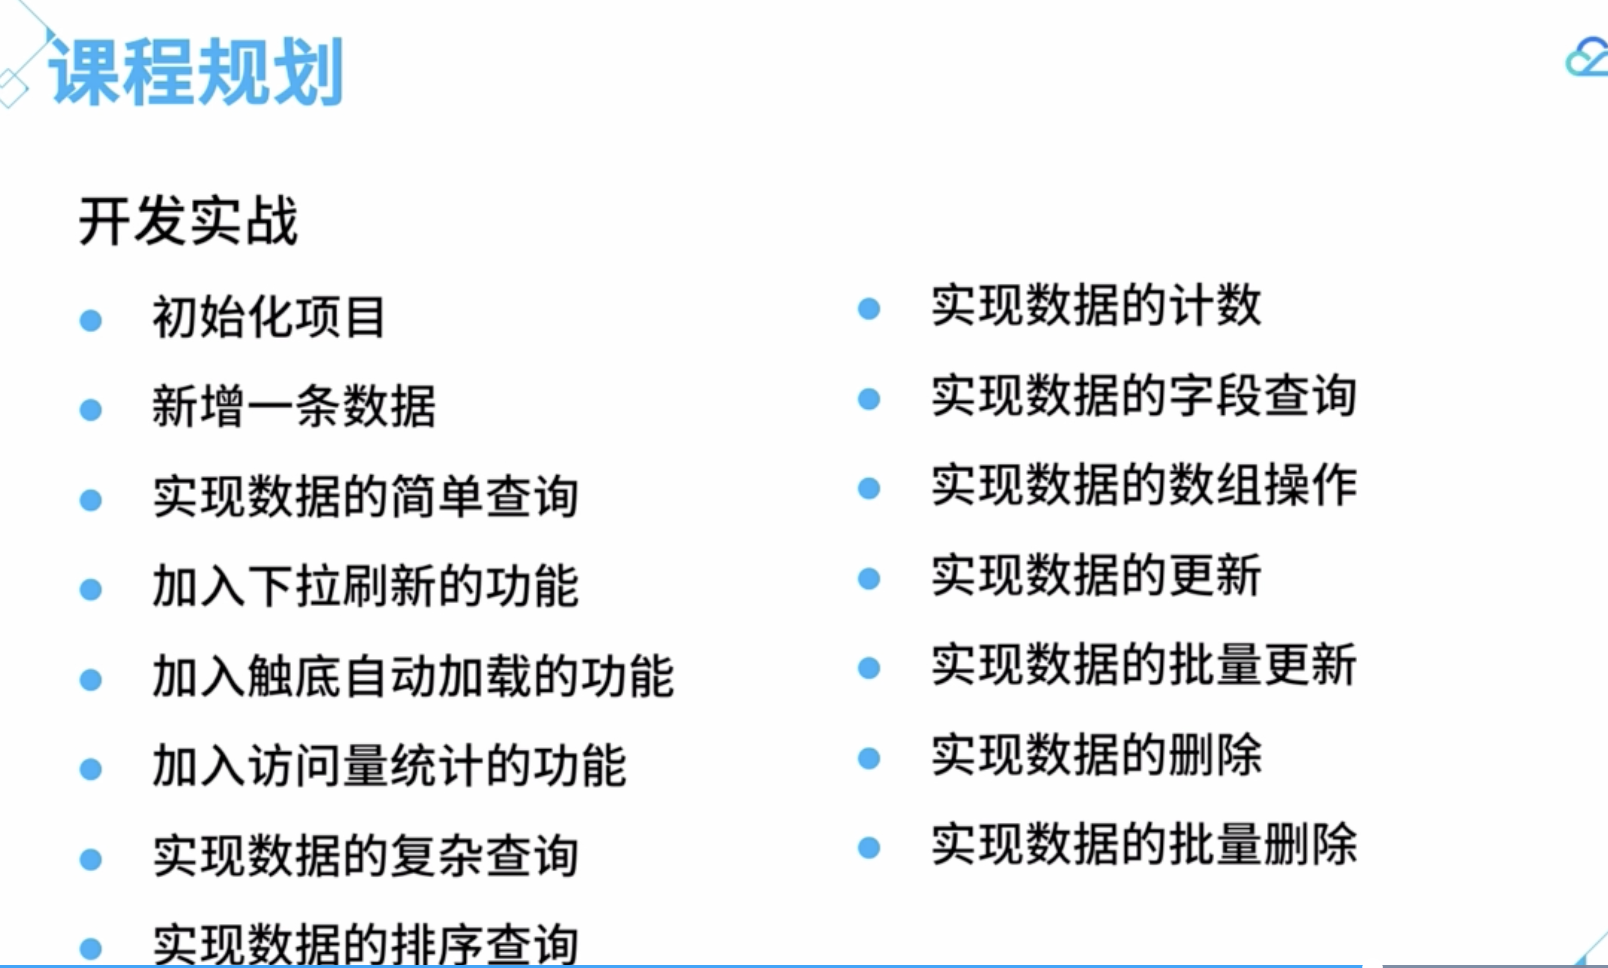 课程规划
开发实战
初始化项目
新增一条数据
实现数据的简单查询
加入下拉刷新的功能
加入触底自动加载的功能
加入访问量统计的功能
实现数据的复杂查询
实现数据的排序查询
实现数据的计数
实现数据的字段查询
实现数据的数组操作
实现数据的更新
实现数据的批量更新
实现数据的删除
实现数据的批量删除